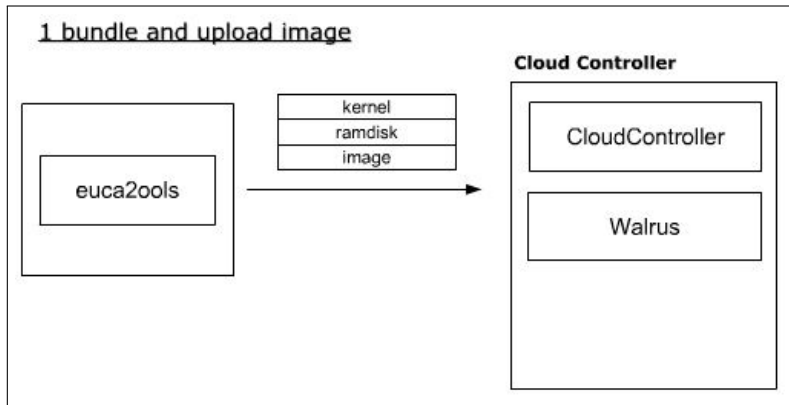 1 bundle and upload image
Cloud Controller
kernel
ramdisk
image
euca2ools
CloudController
Walrus